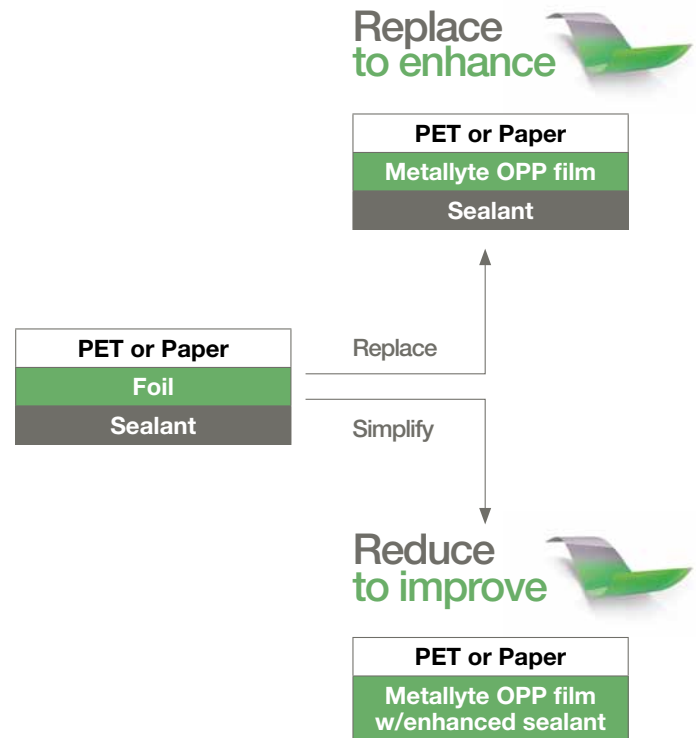 Replace
to enhance
PET or Paper
Metallyte OPP film
Sealant
PET or Paper
Foil
Sealant
Replace
Simplify
Reduce
to improve
PET or Paper
Metallyte OPP film
w/enhanced sealant